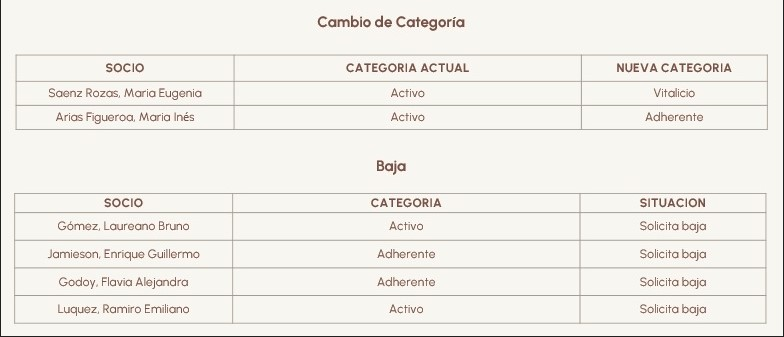 Cambio de Categoría
SOCIO CATEGORIA ACTUAL NUEVA CATEGORIA
Saenz Rozas, Maria Eugenia Activo Vitalicio
Arias Figueroa, Maria Inés Activo Adherente
Baja
SOCIO CATEGORIA SITUACION
Gómez, Laureano Bruno Activo Solicita baja
Jamieson, Enrique Guillermo Adherente Solicita baja
Godoy, Flavia Alejandra Adherente Solicita baja
Luquez, Ramiro Emiliano Activo Solicita baja